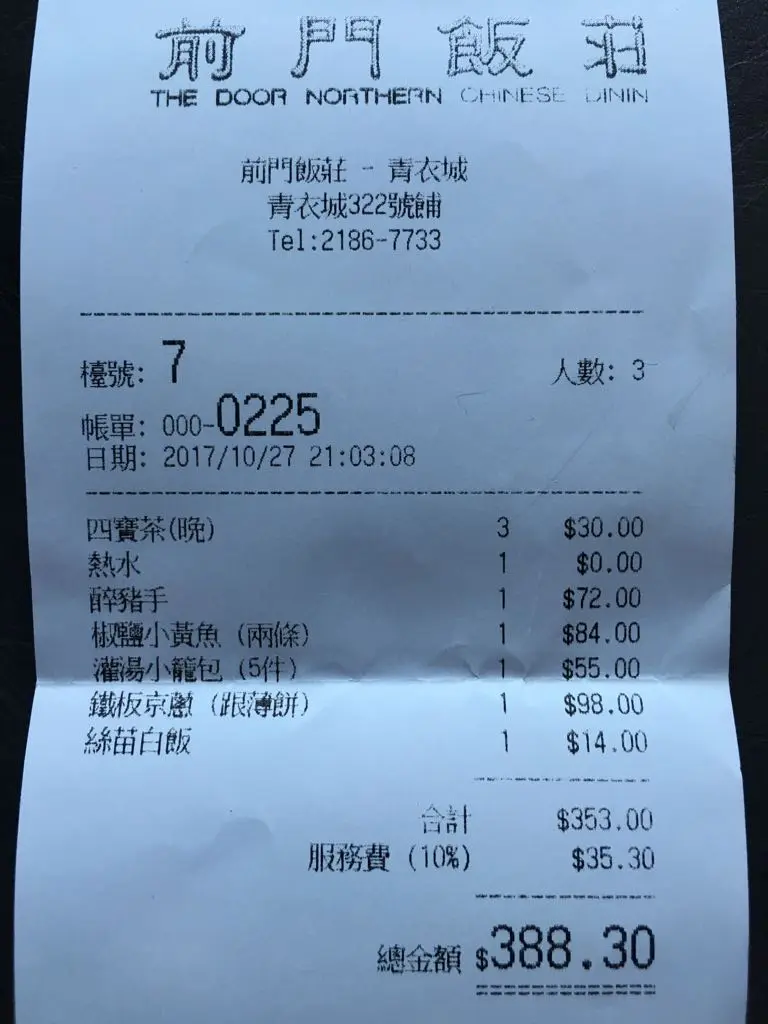 前門飯莊
THE DOOR NORTHERN CHINESE DININ
前門飯莊 - 青衣城
青衣城322號舖
Tel:2186-7733
檯號: 7 人數: 3
帳單: 000-0225
日期: 2017/10/27 21:03:08
四寶茶(晚) 3 $30.00
熱水 1 $0.00
醉豬手 1 $72.00
椒鹽小黃魚 (兩條) 1 $84.00
灌湯小籠包 (5件) 1 $55.00
鐵板京蔥 (跟薄餅) 1 $98.00
絲苗白飯 1 $14.00
合計 $353.00
服務費 (10%) $35.30
總金額 $388.30